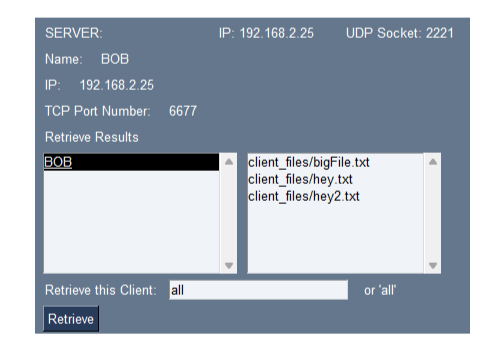 SERVER: IP: 192.168.2.25 UDP Socket: 2221
Name: BOB
IP: 192.168.2.25
TCP Port Number: 6677
Retrieve Results
BOB
client_files/bigFile.txt
client_files/hey.txt
client_files/hey2.txt
Retrieve this Client: all or 'all'
Retrieve